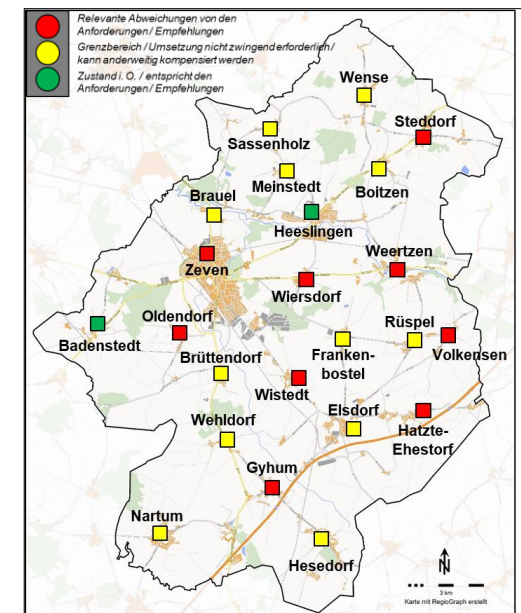 Relevante Abweichungen von den
Anforderungen / Empfehlungen
Grenzbereich / Umsetzung nicht zwingend erforderlich /
kann anderweitig kompensiert werden
Zustand i. O. / entspricht den
Anforderungen / Empfehlungen
Wense
Steddorf
Sassenholz
Meinstedt
Boitzen
Brauel
Heeslingen
Zeven
Weertzen
Wiersdorf
Oldendorf
Badenstedt
Rüspel
Franken-
bostel
Volkensen
Brüttendorf
Wistedt
Elsdorf
Hatzte-
Ehestorf
Wehldorf
Gyhum
Nartum
Hesedorf
N
3 km
Karte mit RegioGraph erstellt